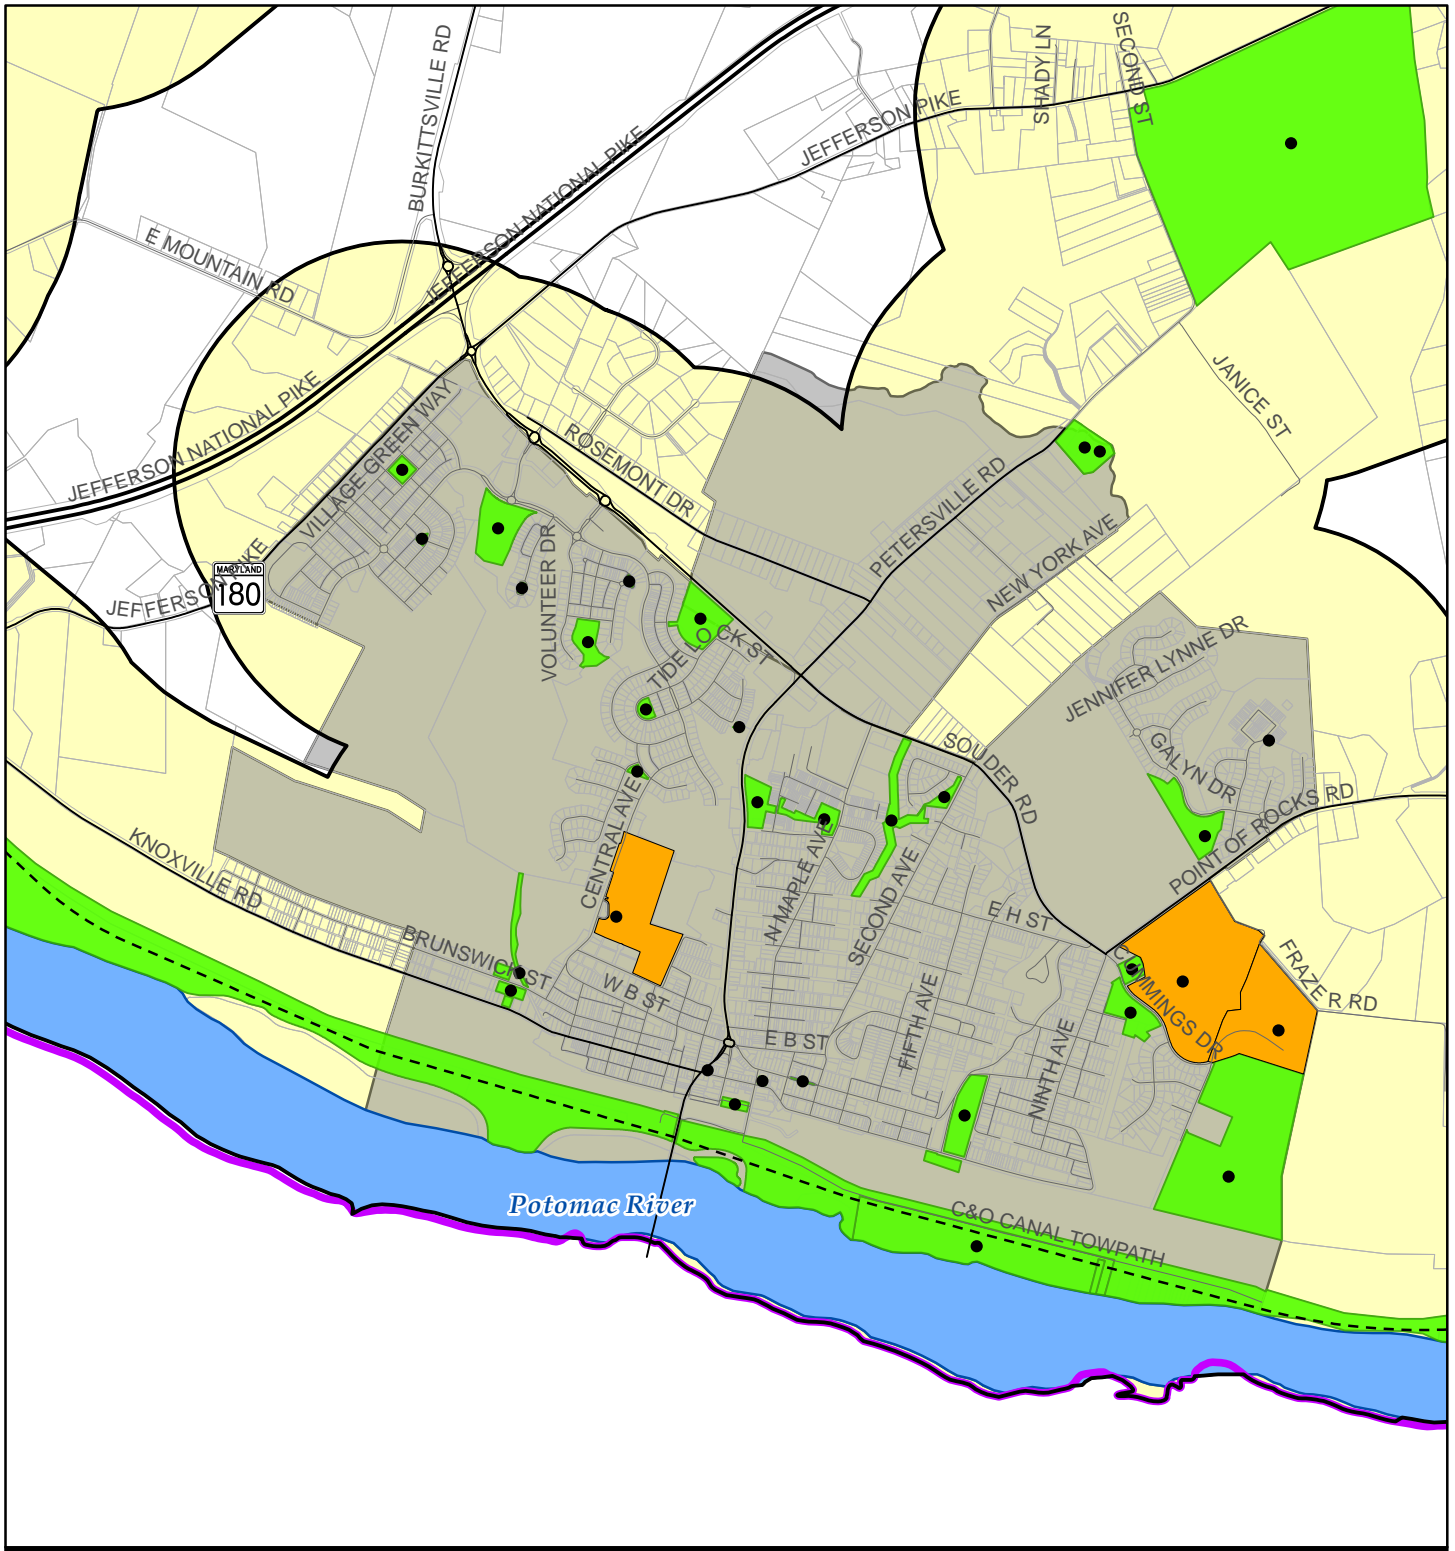 BURKITTSVILLE RD
SHADY LN
SECOND ST
JEFFERSON PIKE
JEFFERSON NATIONAL PIKE
E MOUNTAIN RD
JANICE ST
JEFFERSON NATIONAL PIKE
VILLAGE GREEN WAY
ROSEMONT DR
PETERSVILLE RD
NEW YORK AVE
JEFFERSON PIKE
MARYLAND
180
VOLUNTEER DR
TIDE LOCK ST
JENNIFER LYNNE DR
GALYN DR
SOUDER RD
POINT OF ROCKS RD
KNOXVILLE RD
CENTRAL AVE
N MAPLE AVE
SECOND AVE
E H ST
BRUNSWICK ST
W B ST
E B ST
FIFTH AVE
NINTH AVE
CUMMINGS DR
FRAZER RD
Potomac River
C&O CANAL TOWPATH